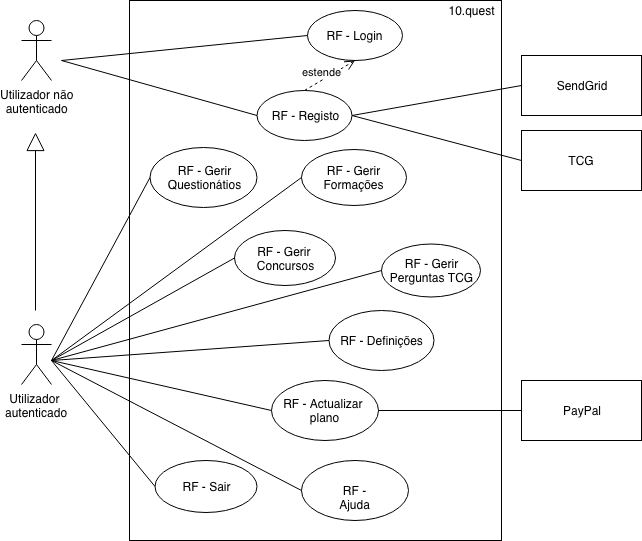 10.quest
RF - Login
estende
Utilizador não
autenticado
RF - Registo
SendGrid
TCG
RF - Gerir
Questionátios
RF - Gerir
Formações
RF - Gerir
Concursos
RF - Gerir
Perguntas TCG
RF - Definições
Utilizador
autenticado
RF - Actualizar
plano
PayPal
RF - Sair
RF -
Ajuda